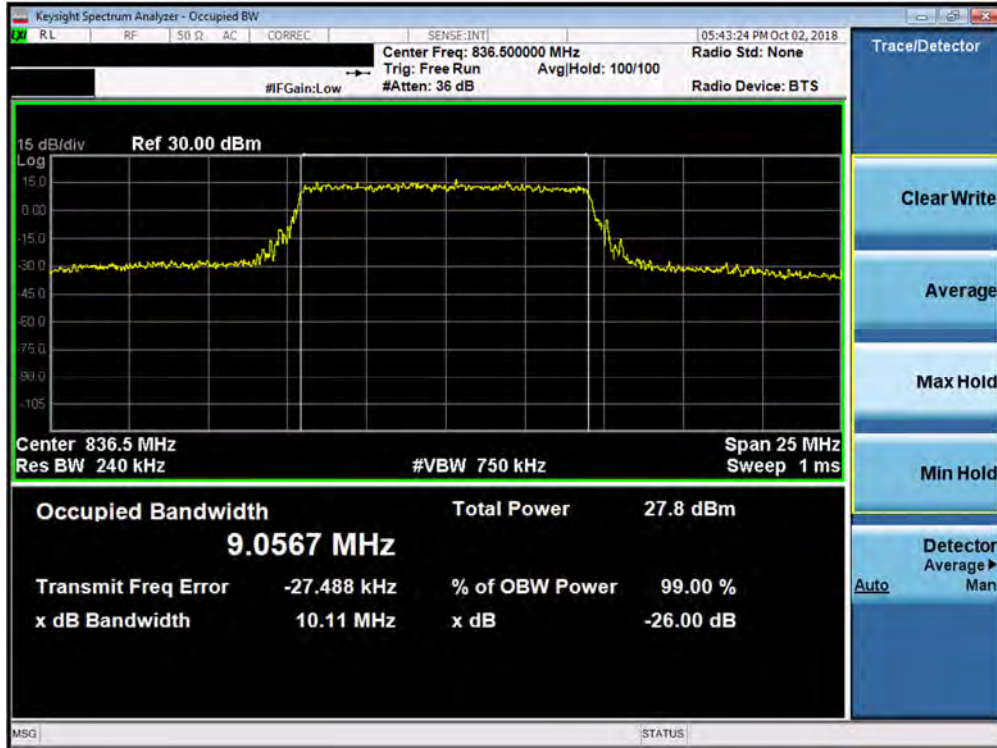 Keysight Spectrum Analyzer - Occupied BW
RL RF 50 Ω AC CORREC SENSE:INT 05:43:24 PM Oct 02, 2018
Center Freq: 836.500000 MHz Radio Std: None
Trig: Free Run Avg|Hold: 100/100
#IFGain:Low #Atten: 36 dB Radio Device: BTS
Trace/Detector
15 dB/div Ref 30.00 dBm
Log
15.0
0.00
-15.0
-30.0
-45.0
-60.0
-75.0
-90.0
-105
Center 836.5 MHz Span 25 MHz
Res BW 240 kHz #VBW 750 kHz Sweep 1 ms
Occupied Bandwidth Total Power 27.8 dBm
9.0567 MHz
Transmit Freq Error -27.488 kHz % of OBW Power 99.00 %
x dB Bandwidth 10.11 MHz x dB -26.00 dB
Clear Write
Average
Max Hold
Min Hold
Detector
Average
Auto Man
MSG STATUS